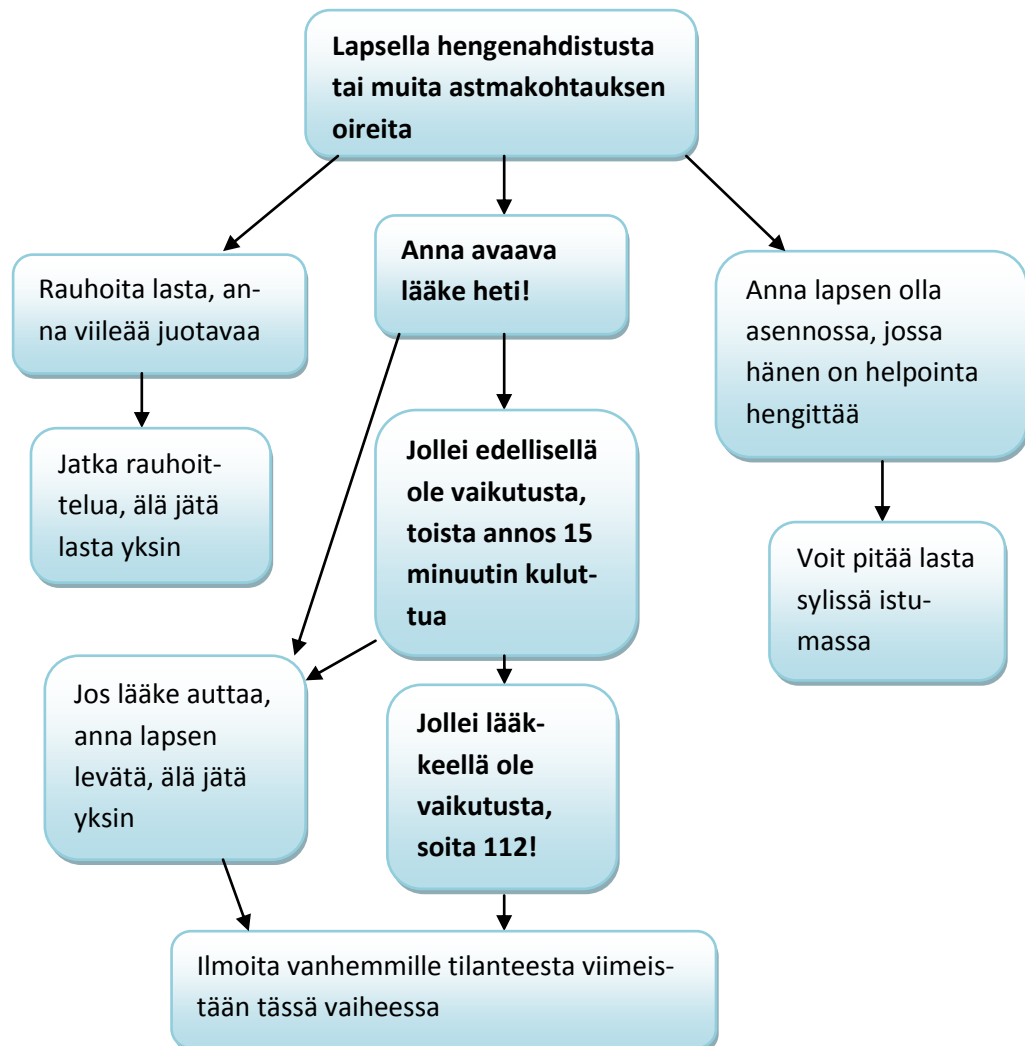 Lapsella hengenahdistusta
tai muita astmakohtauksen
oireita
Rauhoita lasta, an-
na viileää juotavaa
Anna avaava
lääke heti!
Anna lapsen olla
asennossa, jossa
hänen on helpointa
hengittää
Jatka rauhoit-
telua, älä jätä
lasta yksin
Jollei edellisellä
ole vaikutusta,
toista annos 15
minuutin kulut-
tua
Voit pitää lasta
sylissä istu-
massa
Jos lääke auttaa,
anna lapsen
levätä, älä jätä
yksin
Jollei lääk-
keellä ole
vaikutusta,
soita 112!
Ilmoita vanhemmille tilanteesta viimeis-
tään tässä vaiheessa